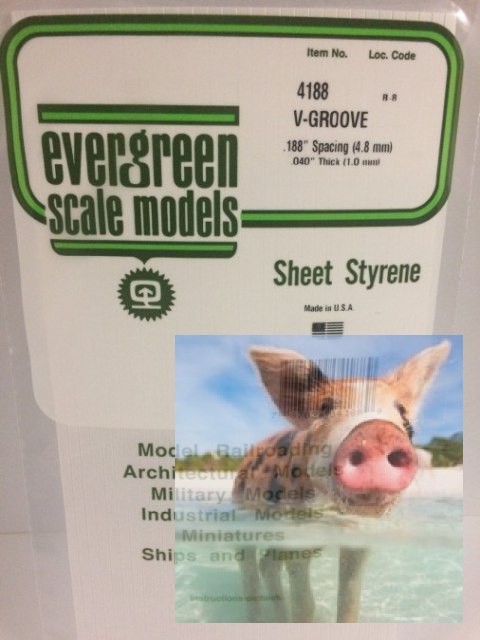 Item No. Loc. Code
4188 R-8
V-GROOVE
.188" Spacing (4.8 mm)
.040" Thick (1.0 mm)
evergreen
scale models
Sheet Styrene
Made in U.S.A
Model Railroading
Architectural Models
Military Models
Industrial Models
Miniatures
Ships and Planes